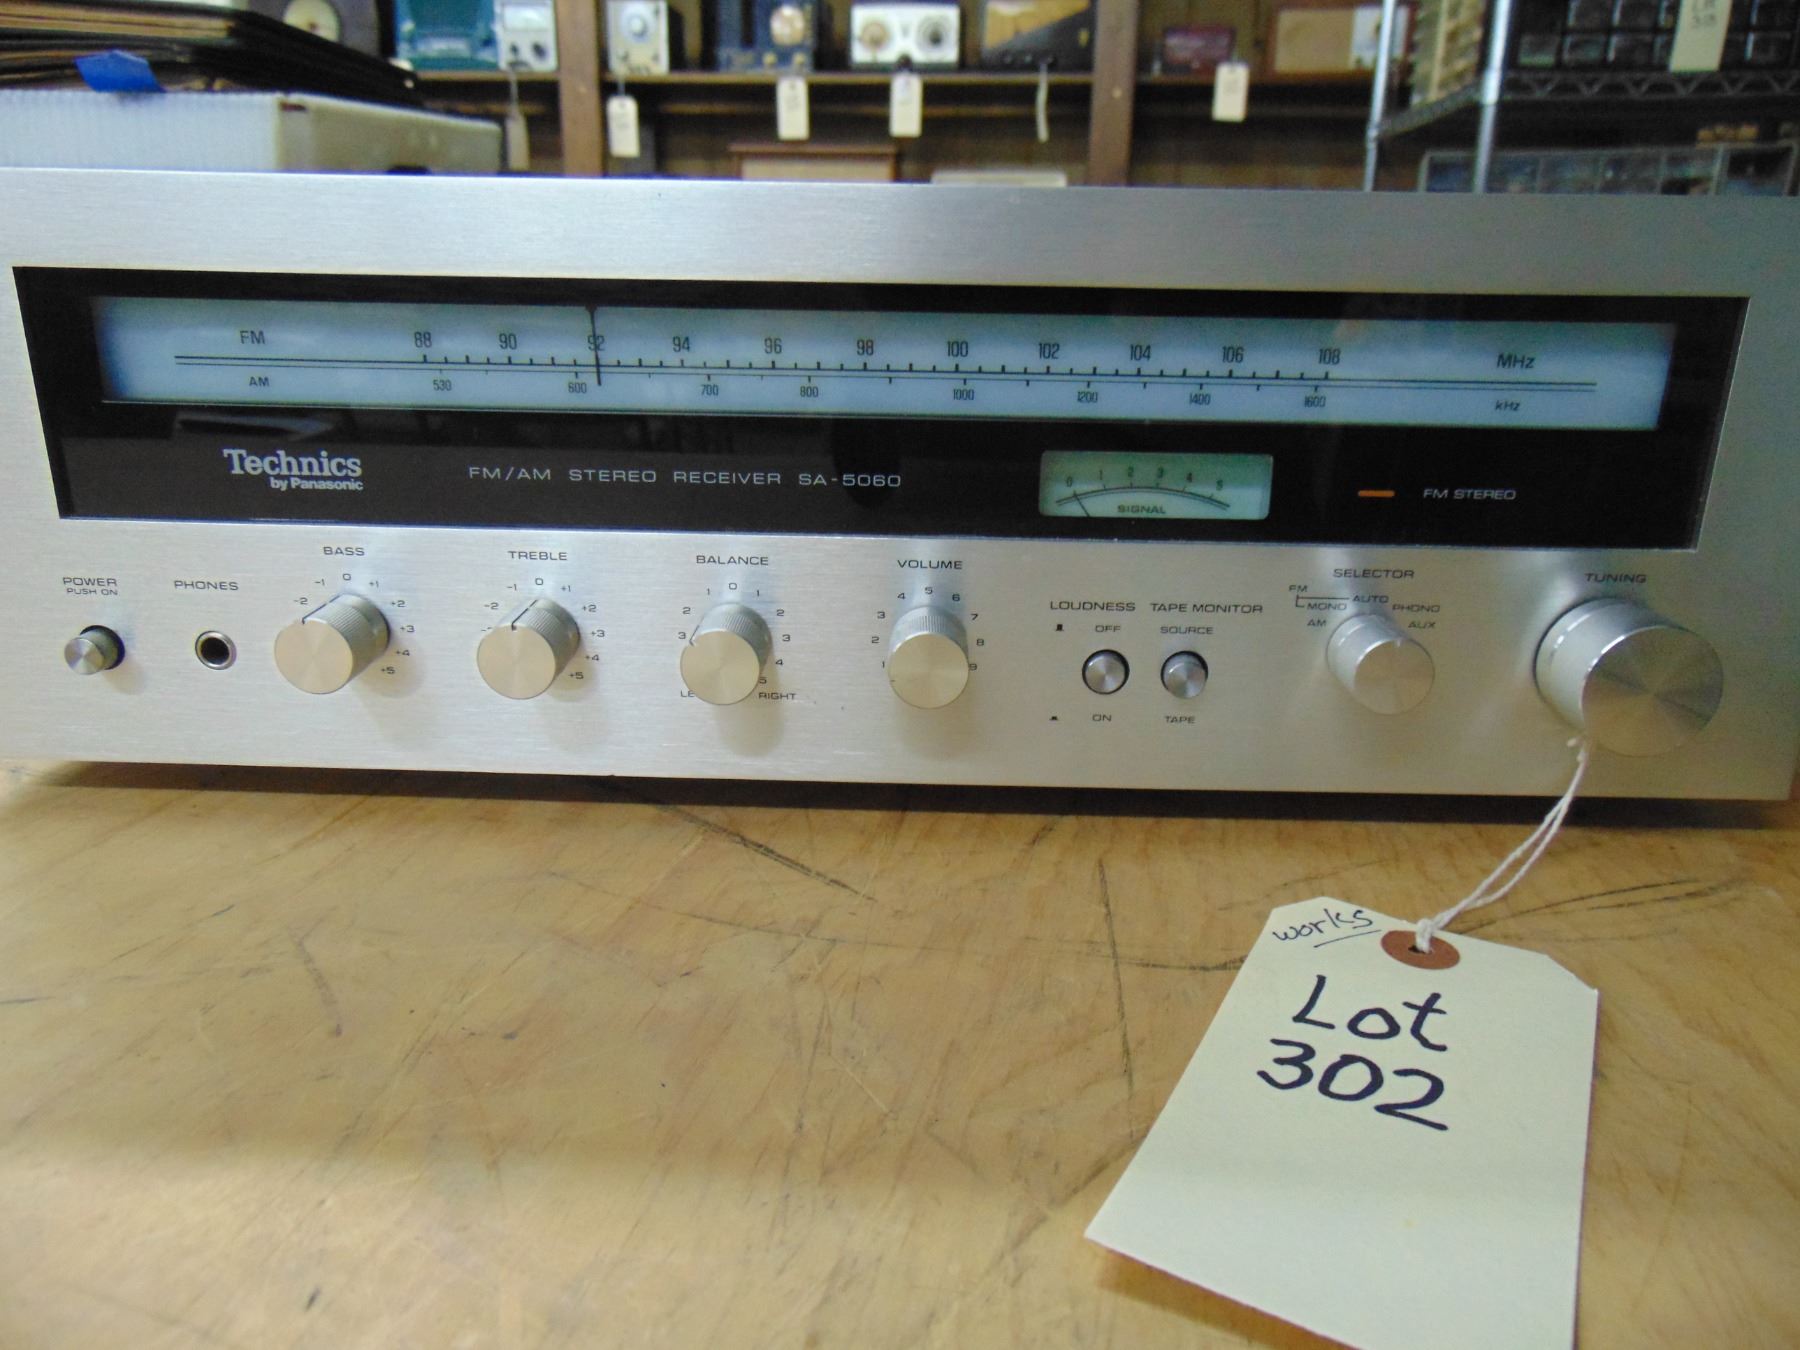 FM 88 90 92 94 96 98 100 102 104 106 108 MHz
AM 530 600 700 800 1000 1200 1400 1600 kHz
Technics
by Panasonic
FM/AM STEREO RECEIVER SA-5060
0 1 2 3 4 5
SIGNAL
FM STEREO
POWER
PUSH ON
PHONES
BASS
-2 -1 0 +1 +2 +3 +4 +5
TREBLE
-2 -1 0 +1 +2 +3 +4 +5
BALANCE
3 2 1 0 1 2 3 4 5
LE RIGHT
VOLUME
1 2 3 4 5 6 7 8 9
LOUDNESS
OFF
ON
TAPE MONITOR
SOURCE
TAPE
SELECTOR
FM AUTO
MONO PHONO
AM AUX
TUNING
works
Lot
302